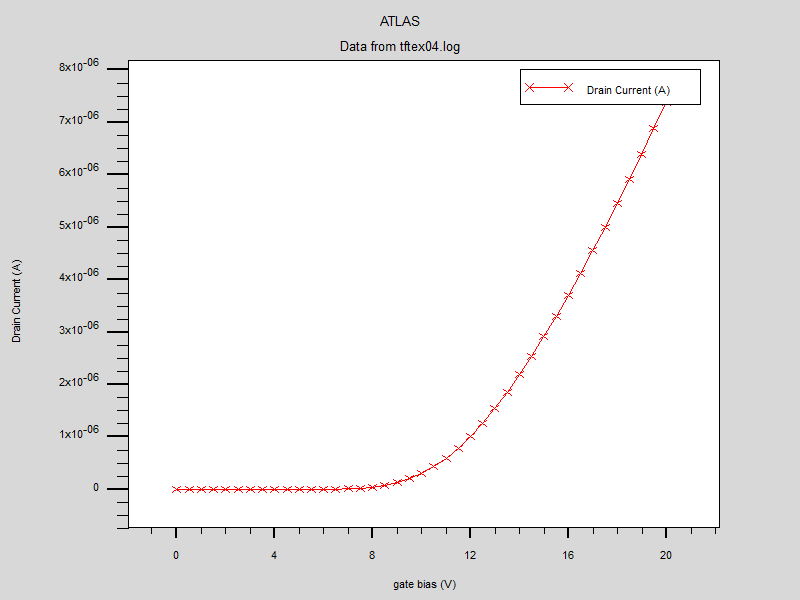 ATLAS
Data from tftex04.log
Drain Current (A)
8x10-06
7x10-06
6x10-06
5x10-06
4x10-06
3x10-06
2x10-06
1x10-06
0
Drain Current (A)
0 4 8 12 16 20
gate bias (V)